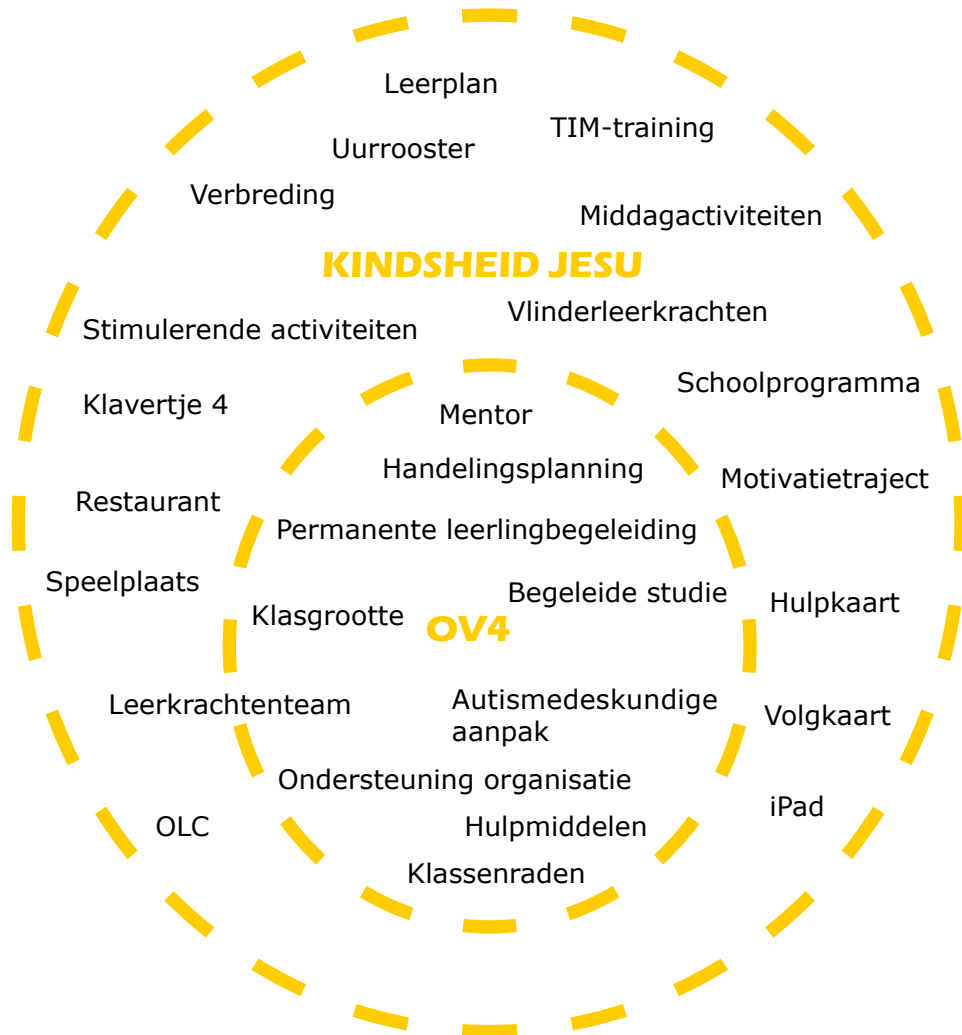 Leerplan
TIM-training
Uurrooster
Verbreding
Middagactiviteiten
KINDSHEID JESU
Vlinderleerkrachten
Stimulerende activiteiten
Schoolprogramma
Klavertje 4
Mentor
Handelingsplanning
Motivatietraject
Restaurant
Permanente leerlingbegeleiding
Speelplaats
Begeleide studie
Hulpkaart
Klasgrootte
OV4
Leerkrachtenteam
Autismedeskundige
aanpak
Volgkaart
Ondersteuning organisatie
iPad
OLC
Hulpmiddelen
Klassenraden